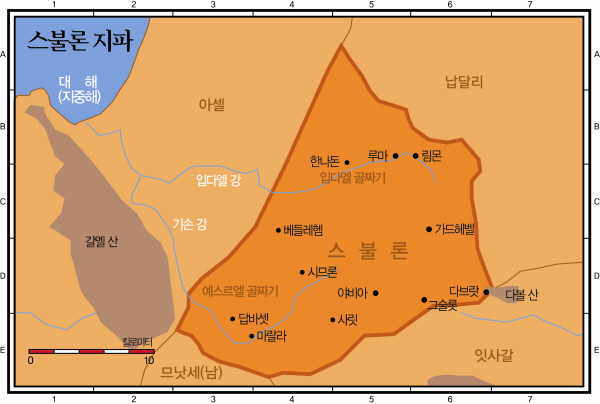 1 2 3 4 5 6 7
스불론 지파
대 해
(지중해)
납달리
A A
아셀
B B
한나돈 루마 림몬
입다엘 골짜기
입다엘 강
C C
기손 강
베들레헴 가드헤벨
갈멜 산
스 불 론
시므론
D D
예스르엘 골짜기 야비아 다브랏 다볼 산
그술롯
답바셋 사릿
마랄라
킬로미터
0 10
E E
잇사갈
므낫세(남)
1 2 3 4 5 6 7